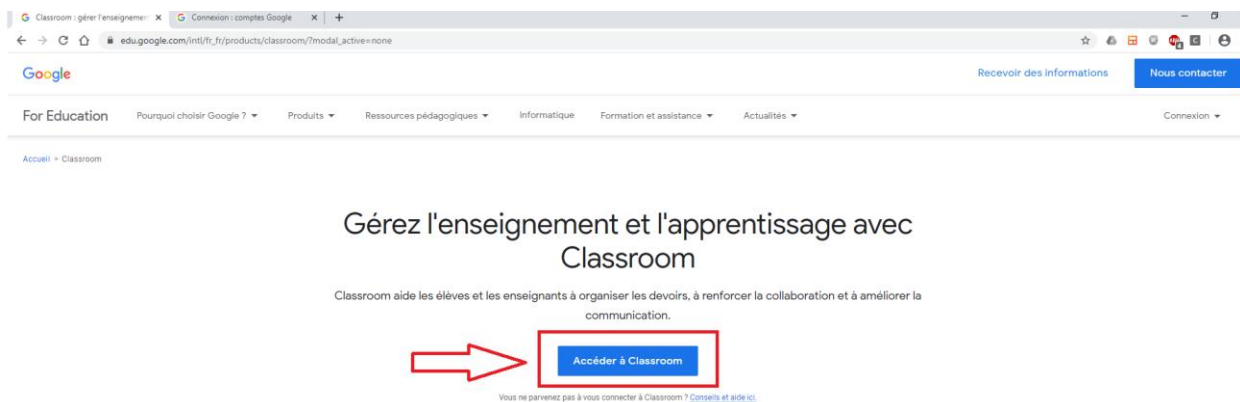 Classroom : gérer l'enseignemen
Connexion : comptes Google
edu.google.com/intl/fr_fr/products/classroom/?modal_active=none
Google
Recevoir des informations
Nous contacter
For Education
Pourquoi choisir Google ?
Produits
Ressources pédagogiques
Informatique
Formation et assistance
Actualités
Connexion
Accueil > Classroom
Gérez l'enseignement et l'apprentissage avec
Classroom
Classroom aide les élèves et les enseignants à organiser les devoirs, à renforcer la collaboration et à améliorer la
communication.
Accéder à Classroom
Vous ne parvenez pas à vous connecter à Classroom ? Conseils et aide ici.